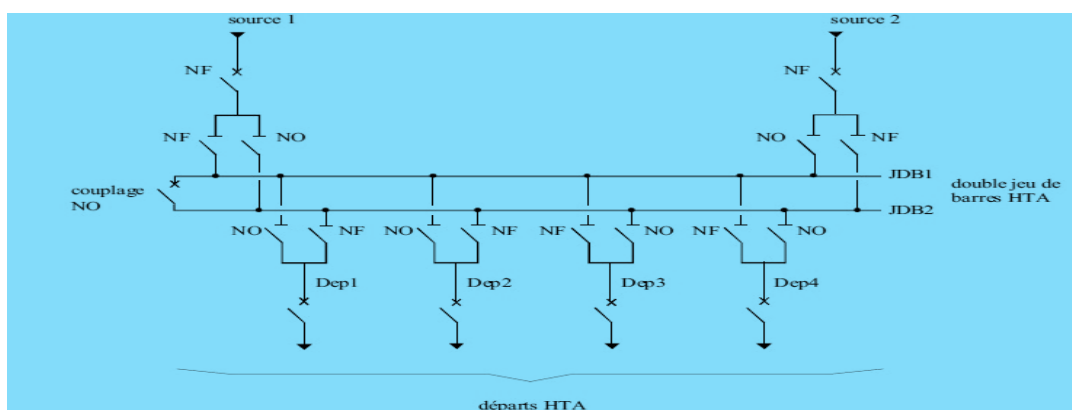 source 1
source 2
NF
NF
NF
NO
NO
NF
JDB1
couplage
NO
double jeu de
barres HTA
JDB2
NO
NF
NO
NF
NF
NO
NF
NO
Dep1
Dep2
Dep3
Dep4
départs HTA